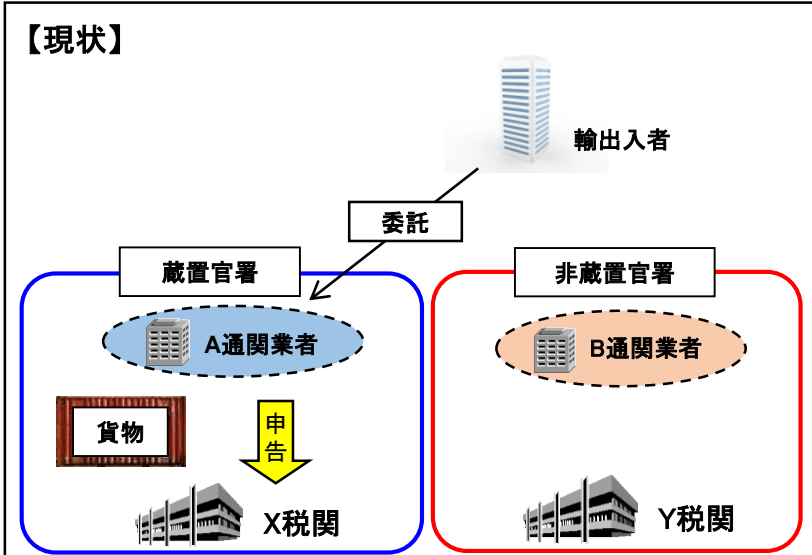 【現状】
輸出入者
委託
蔵置官署
非蔵置官署
A通関業者
B通関業者
貨物
申告
X税関
Y税関